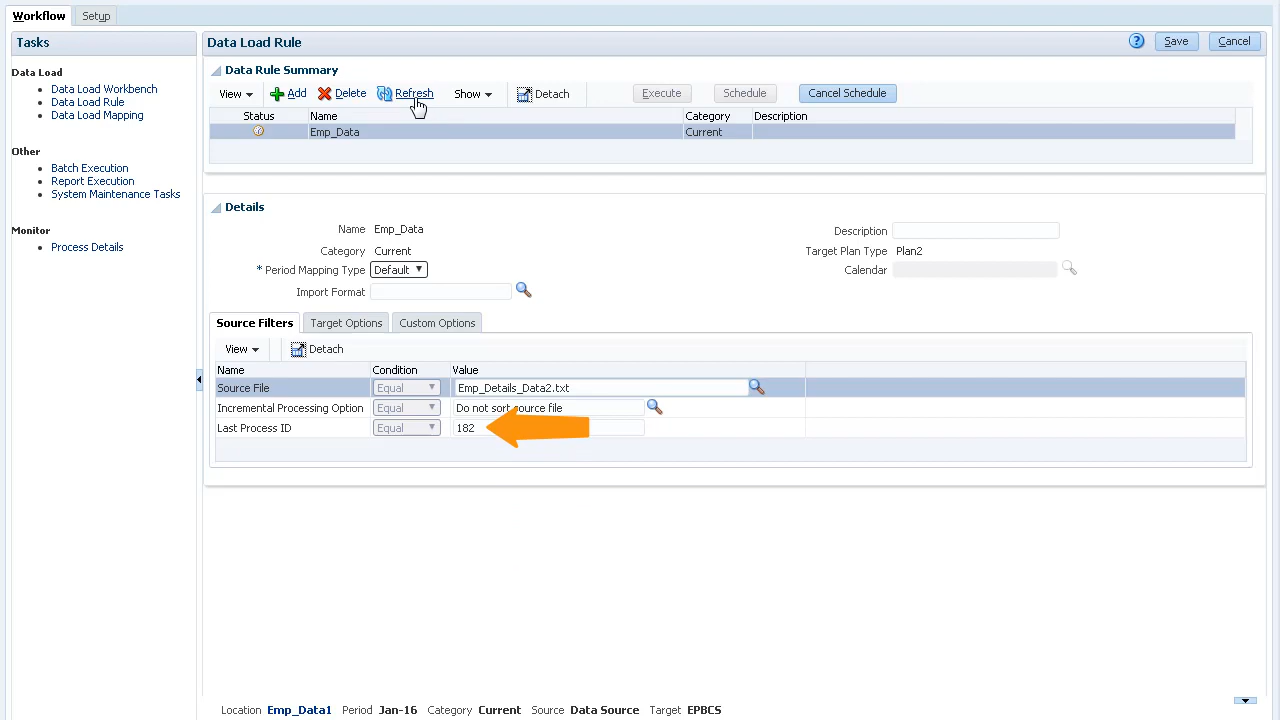 Workflow Setup
Tasks
Data Load
Data Load Workbench
Data Load Rule
Data Load Mapping
Other
Batch Execution
Report Execution
System Maintenance Tasks
Monitor
Process Details
Data Load Rule ? Save Cancel
Data Rule Summary
View Add Delete Refresh Show Detach Execute Schedule Cancel Schedule
Status Name Category Description
Emp_Data Current
Details
Name Emp_Data Description
Category Current Target Plan Type Plan2
* Period Mapping Type Default Calendar
Import Format
Source Filters Target Options Custom Options
View Detach
Name Condition Value
Source File Equal Emp_Details_Data2.txt
Incremental Processing Option Equal Do not sort source file
Last Process ID Equal 182
Location Emp_Data1 Period Jan-16 Category Current Source Data Source Target EPBCS